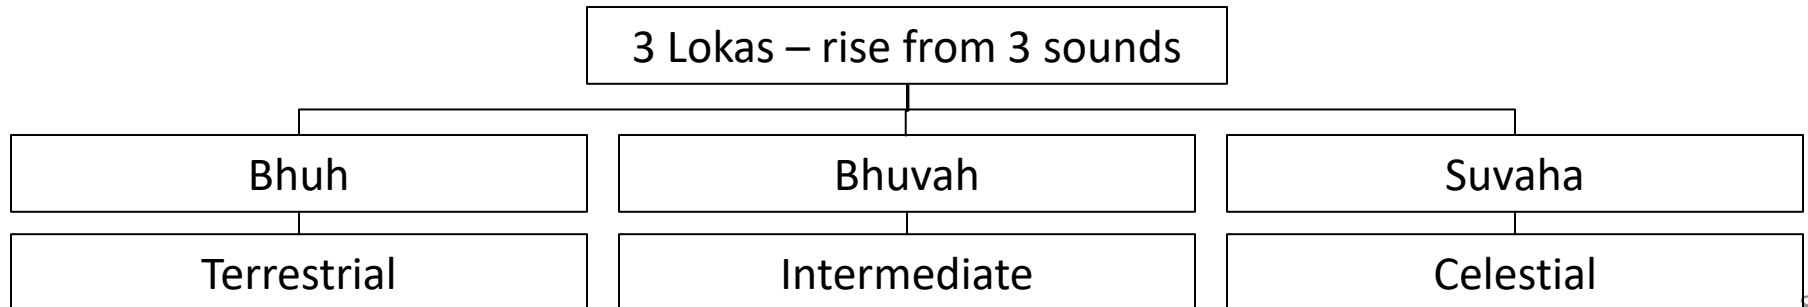 3 Lokas – rise from 3 sounds
Bhuh
Bhuvah
Suvaha
Terrestrial
Intermediate
Celestial